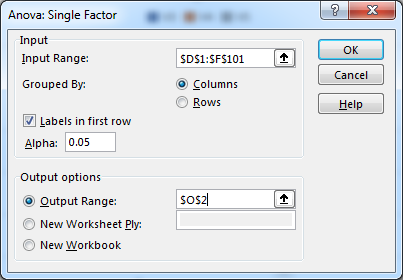 Anova: Single Factor
Input
Input Range: $D$1:$F$101
Grouped By: Columns
Rows
Labels in first row
Alpha: 0.05
Output options
Output Range: $O$2
New Worksheet Ply:
New Workbook
OK
Cancel
Help